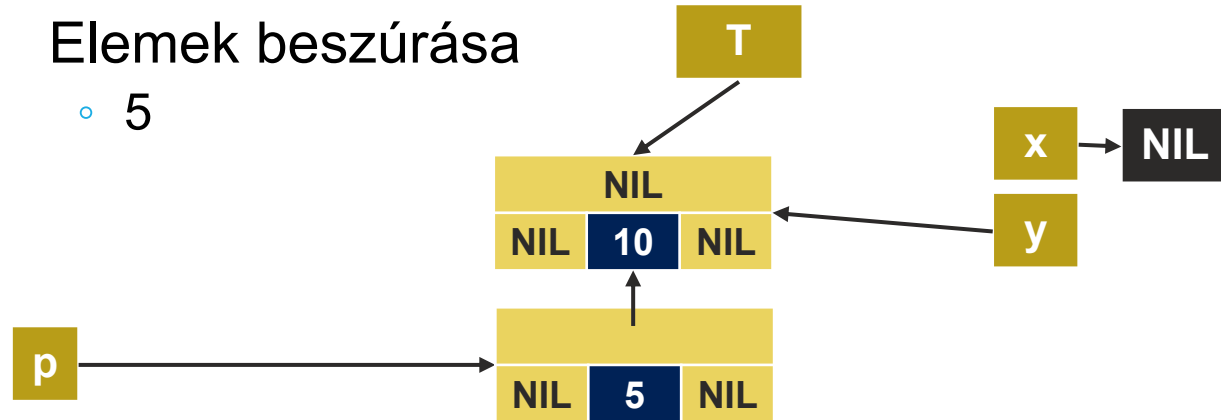 Elemek beszúrása
◦ 5
T
x
NIL
NIL
NIL 10 NIL
y
p
NIL 5 NIL